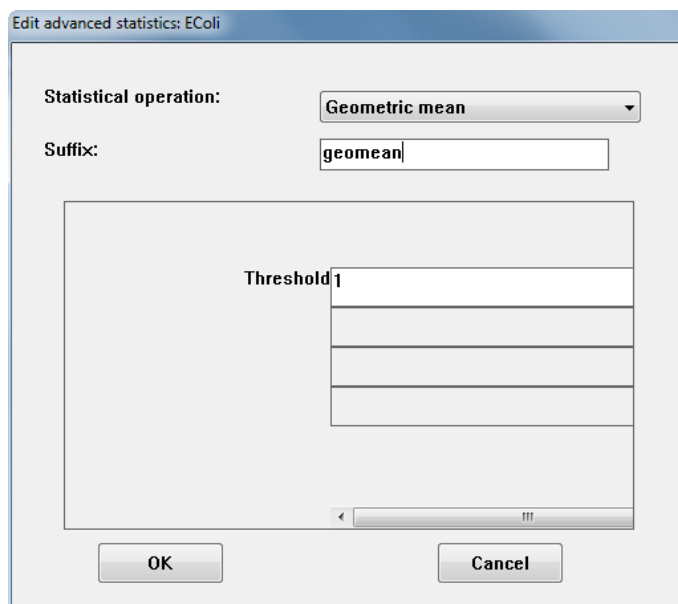 Edit advanced statistics: EColi
Statistical operation: Geometric mean
Suffix: geomean
Threshold 1
OK Cancel